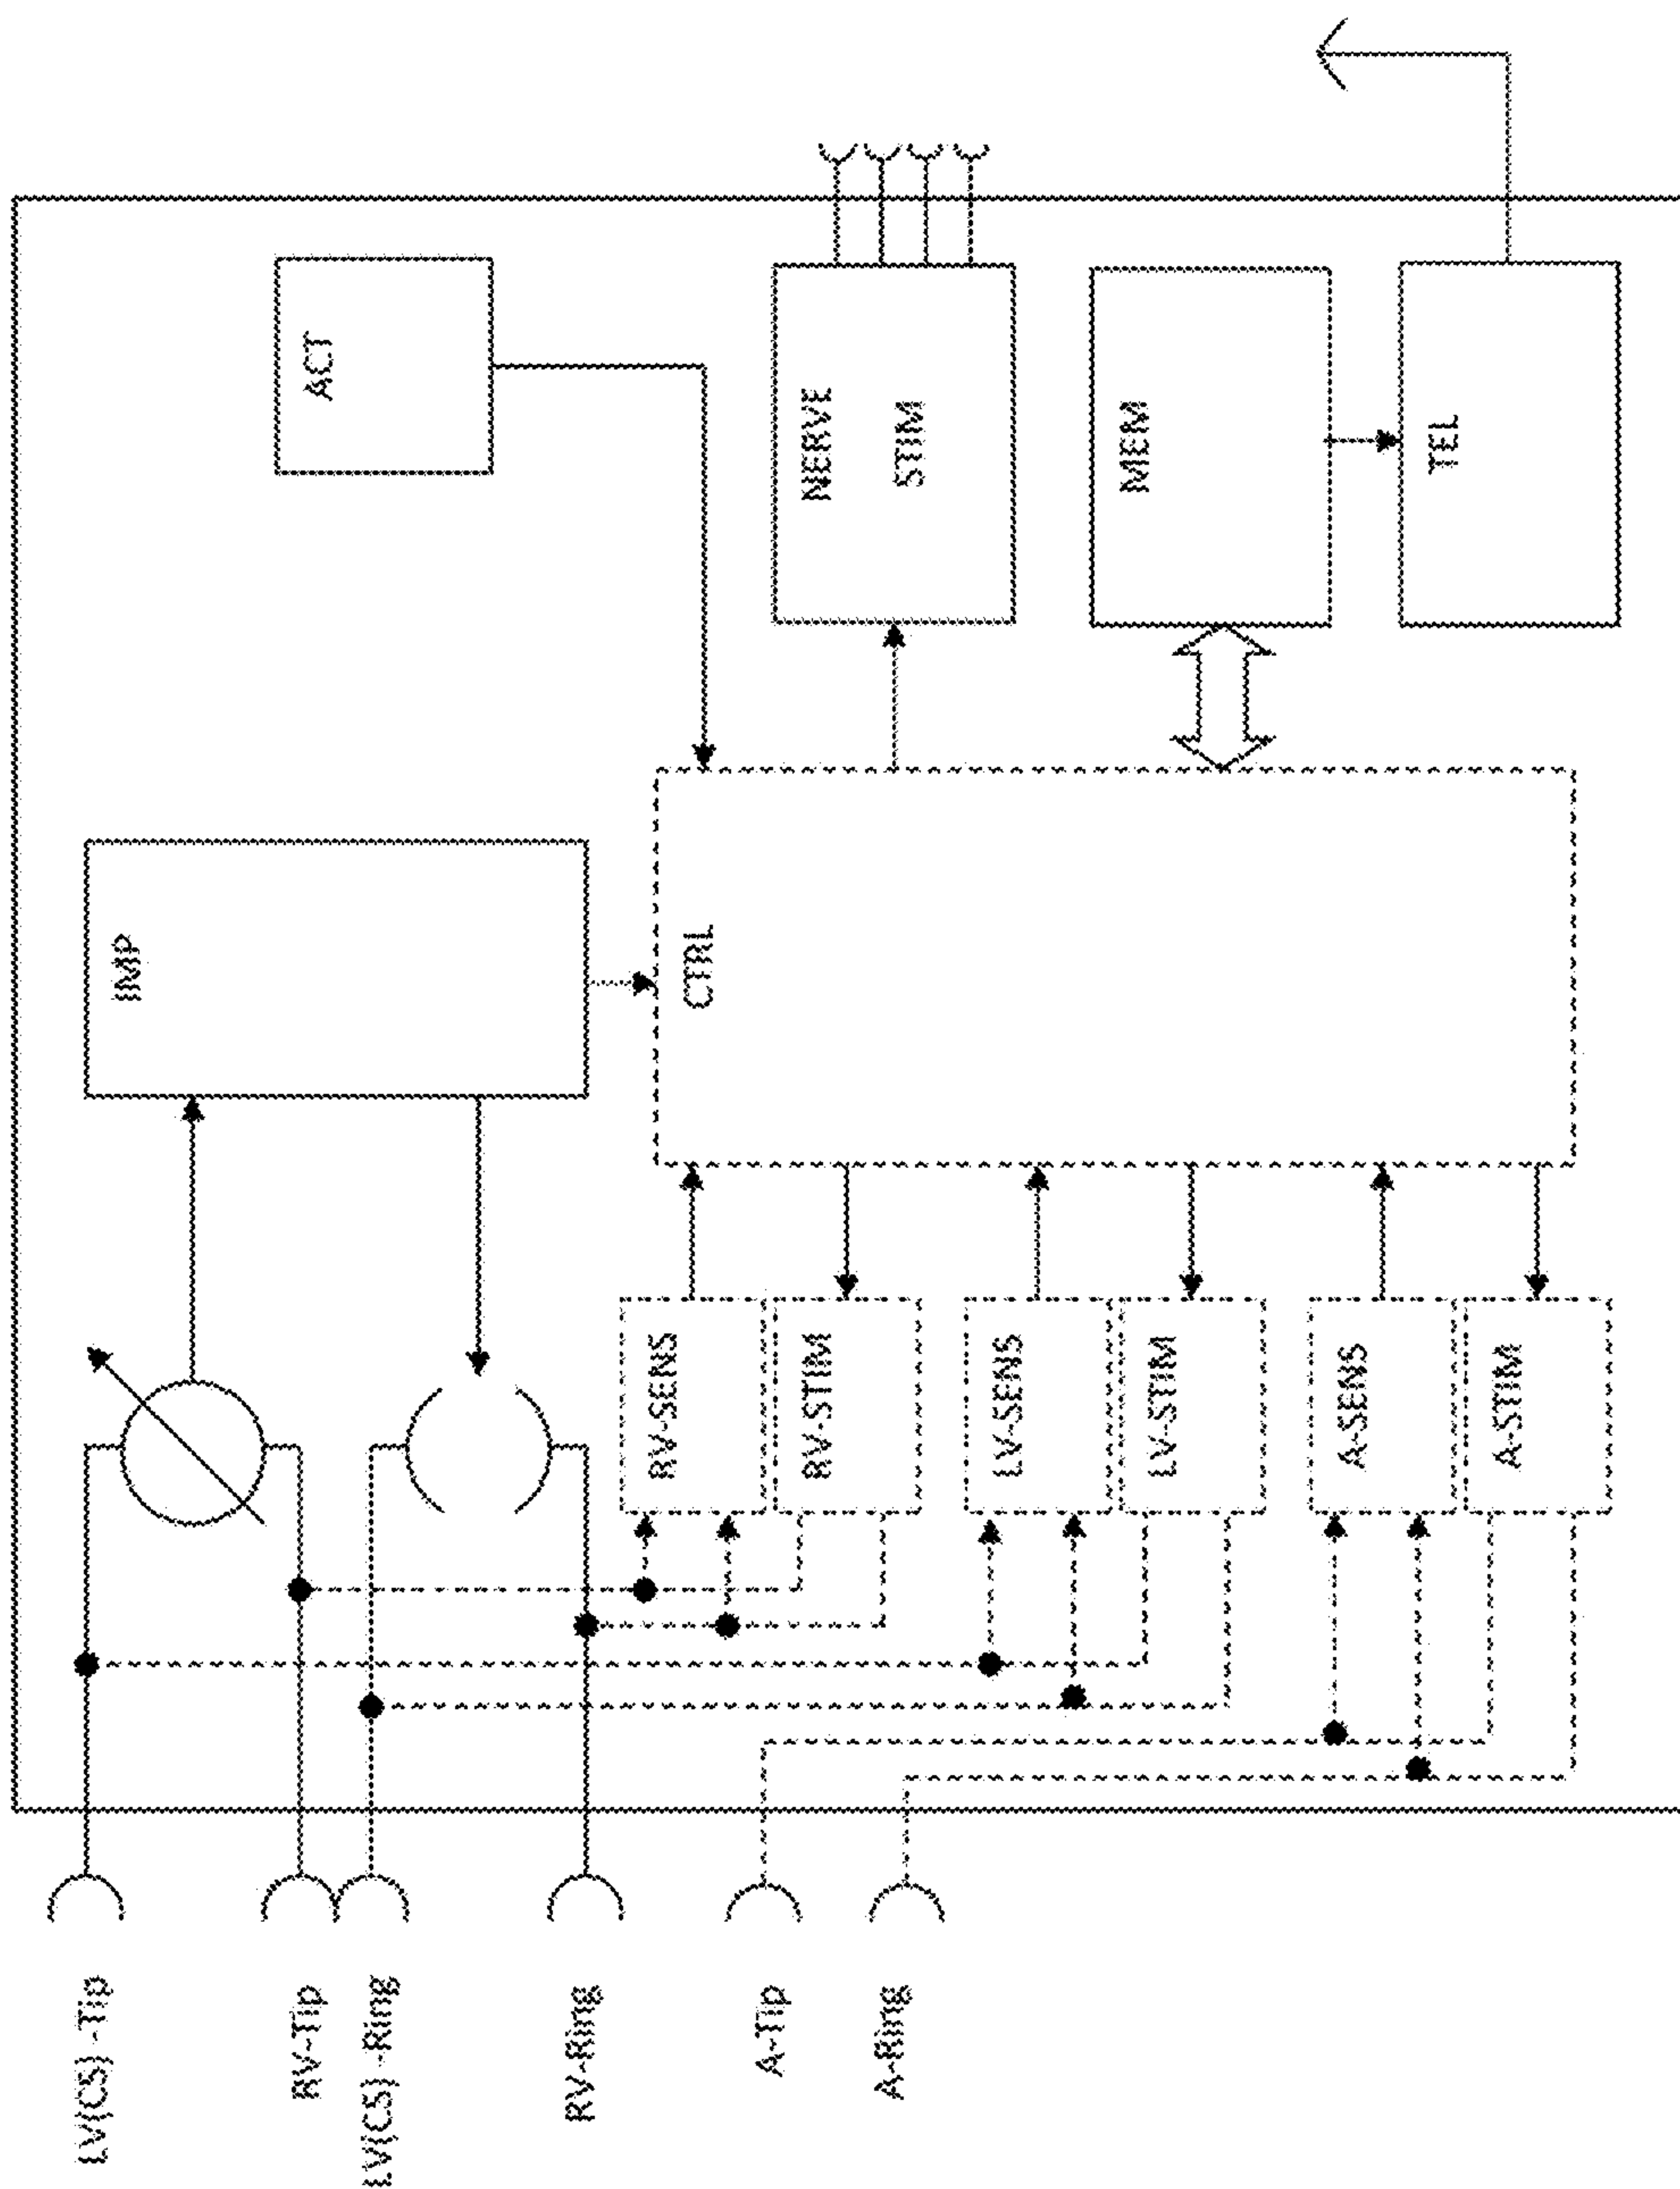 LV(CS) -Tip
RV-Tip
LV(CS) -Ring
RV-Ring
A-Tip
A-Ring
IMP
ACT
RV-SENS
RV-STIM
LV-SENS
LV-STIM
A-SENS
A-STIM
CTRL
NERVE
STIM
MEM
TEL